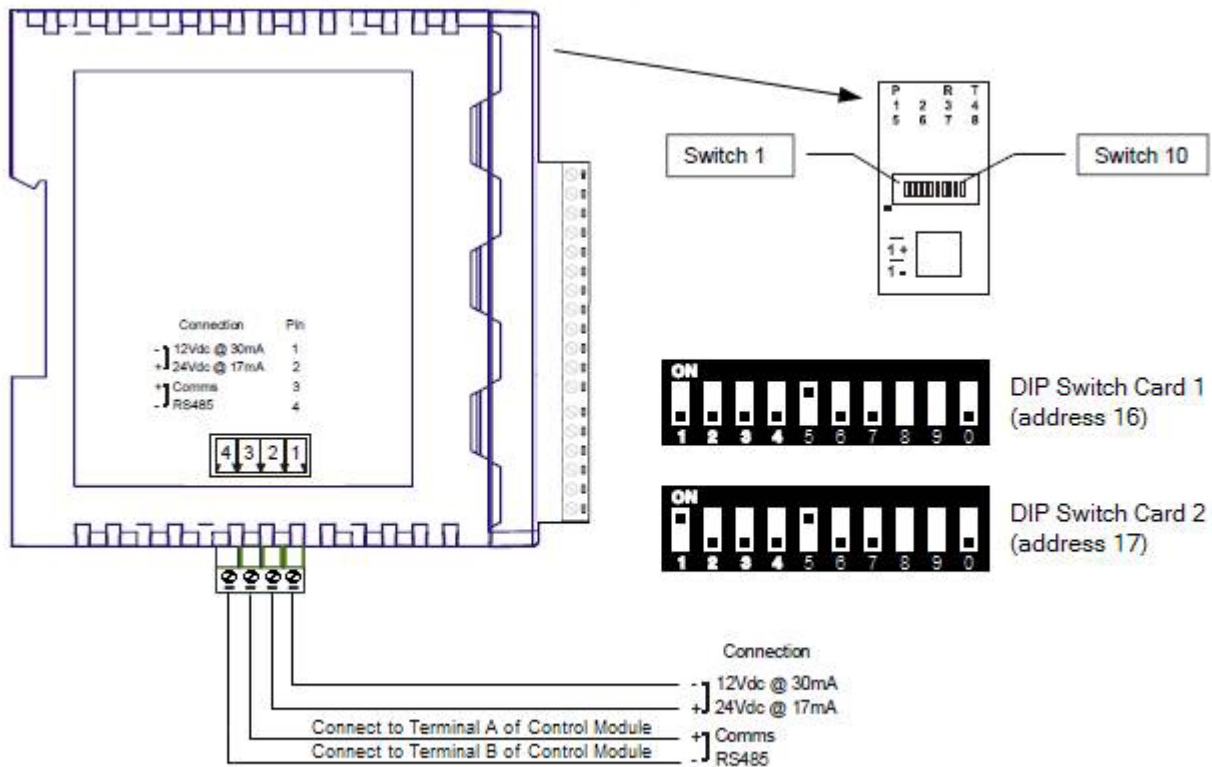 P R T
1 2 3 4
5 6 7 8
Switch 1
Switch 10
1 +
1 -
Connection Pin
- 12Vdc @ 30mA 1
+ 24Vdc @ 17mA 2
+ Comms 3
- RS485 4
4 3 2 1
ON
1 2 3 4 5 6 7 8 9 0
DIP Switch Card 1
(address 16)
ON
1 2 3 4 5 6 7 8 9 0
DIP Switch Card 2
(address 17)
Connection
- 12Vdc @ 30mA
+ 24Vdc @ 17mA
Connect to Terminal A of Control Module + Comms
Connect to Terminal B of Control Module - RS485